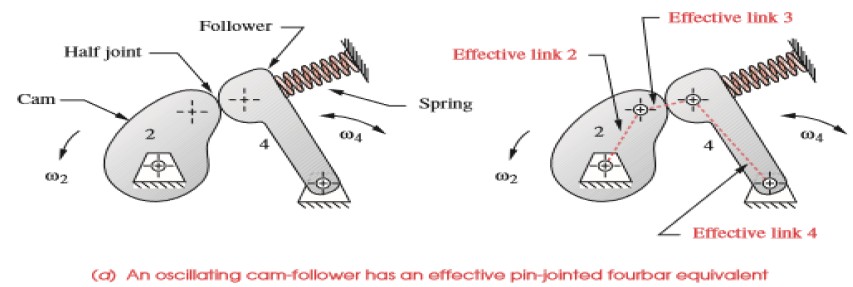 Follower
Half joint
Cam
2
4
Spring
ω2
ω4
Effective link 3
Effective link 2
2
4
ω2
ω4
Effective link 4
(a) An oscillating cam-follower has an effective pin-jointed fourbar equivalent